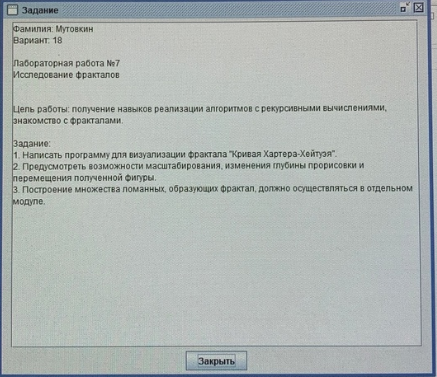 Задание
Фамилия: Мутовкин
Вариант: 18
Лабораторная работа №7
Исследование фракталов
Цель работы: получение навыков реализации алгоритмов с рекурсивными вычислениями,
знакомство с фракталами.
Задание:
1. Написать программу для визуализации фрактала "Кривая Хартера-Хейтуэя".
2. Предусмотреть возможности масштабирования, изменения глубины прорисовки и
перемещения полученной фигуры.
3. Построение множества ломанных, образующих фрактал, должно осуществляться в отдельном
модуле.
Закрыть